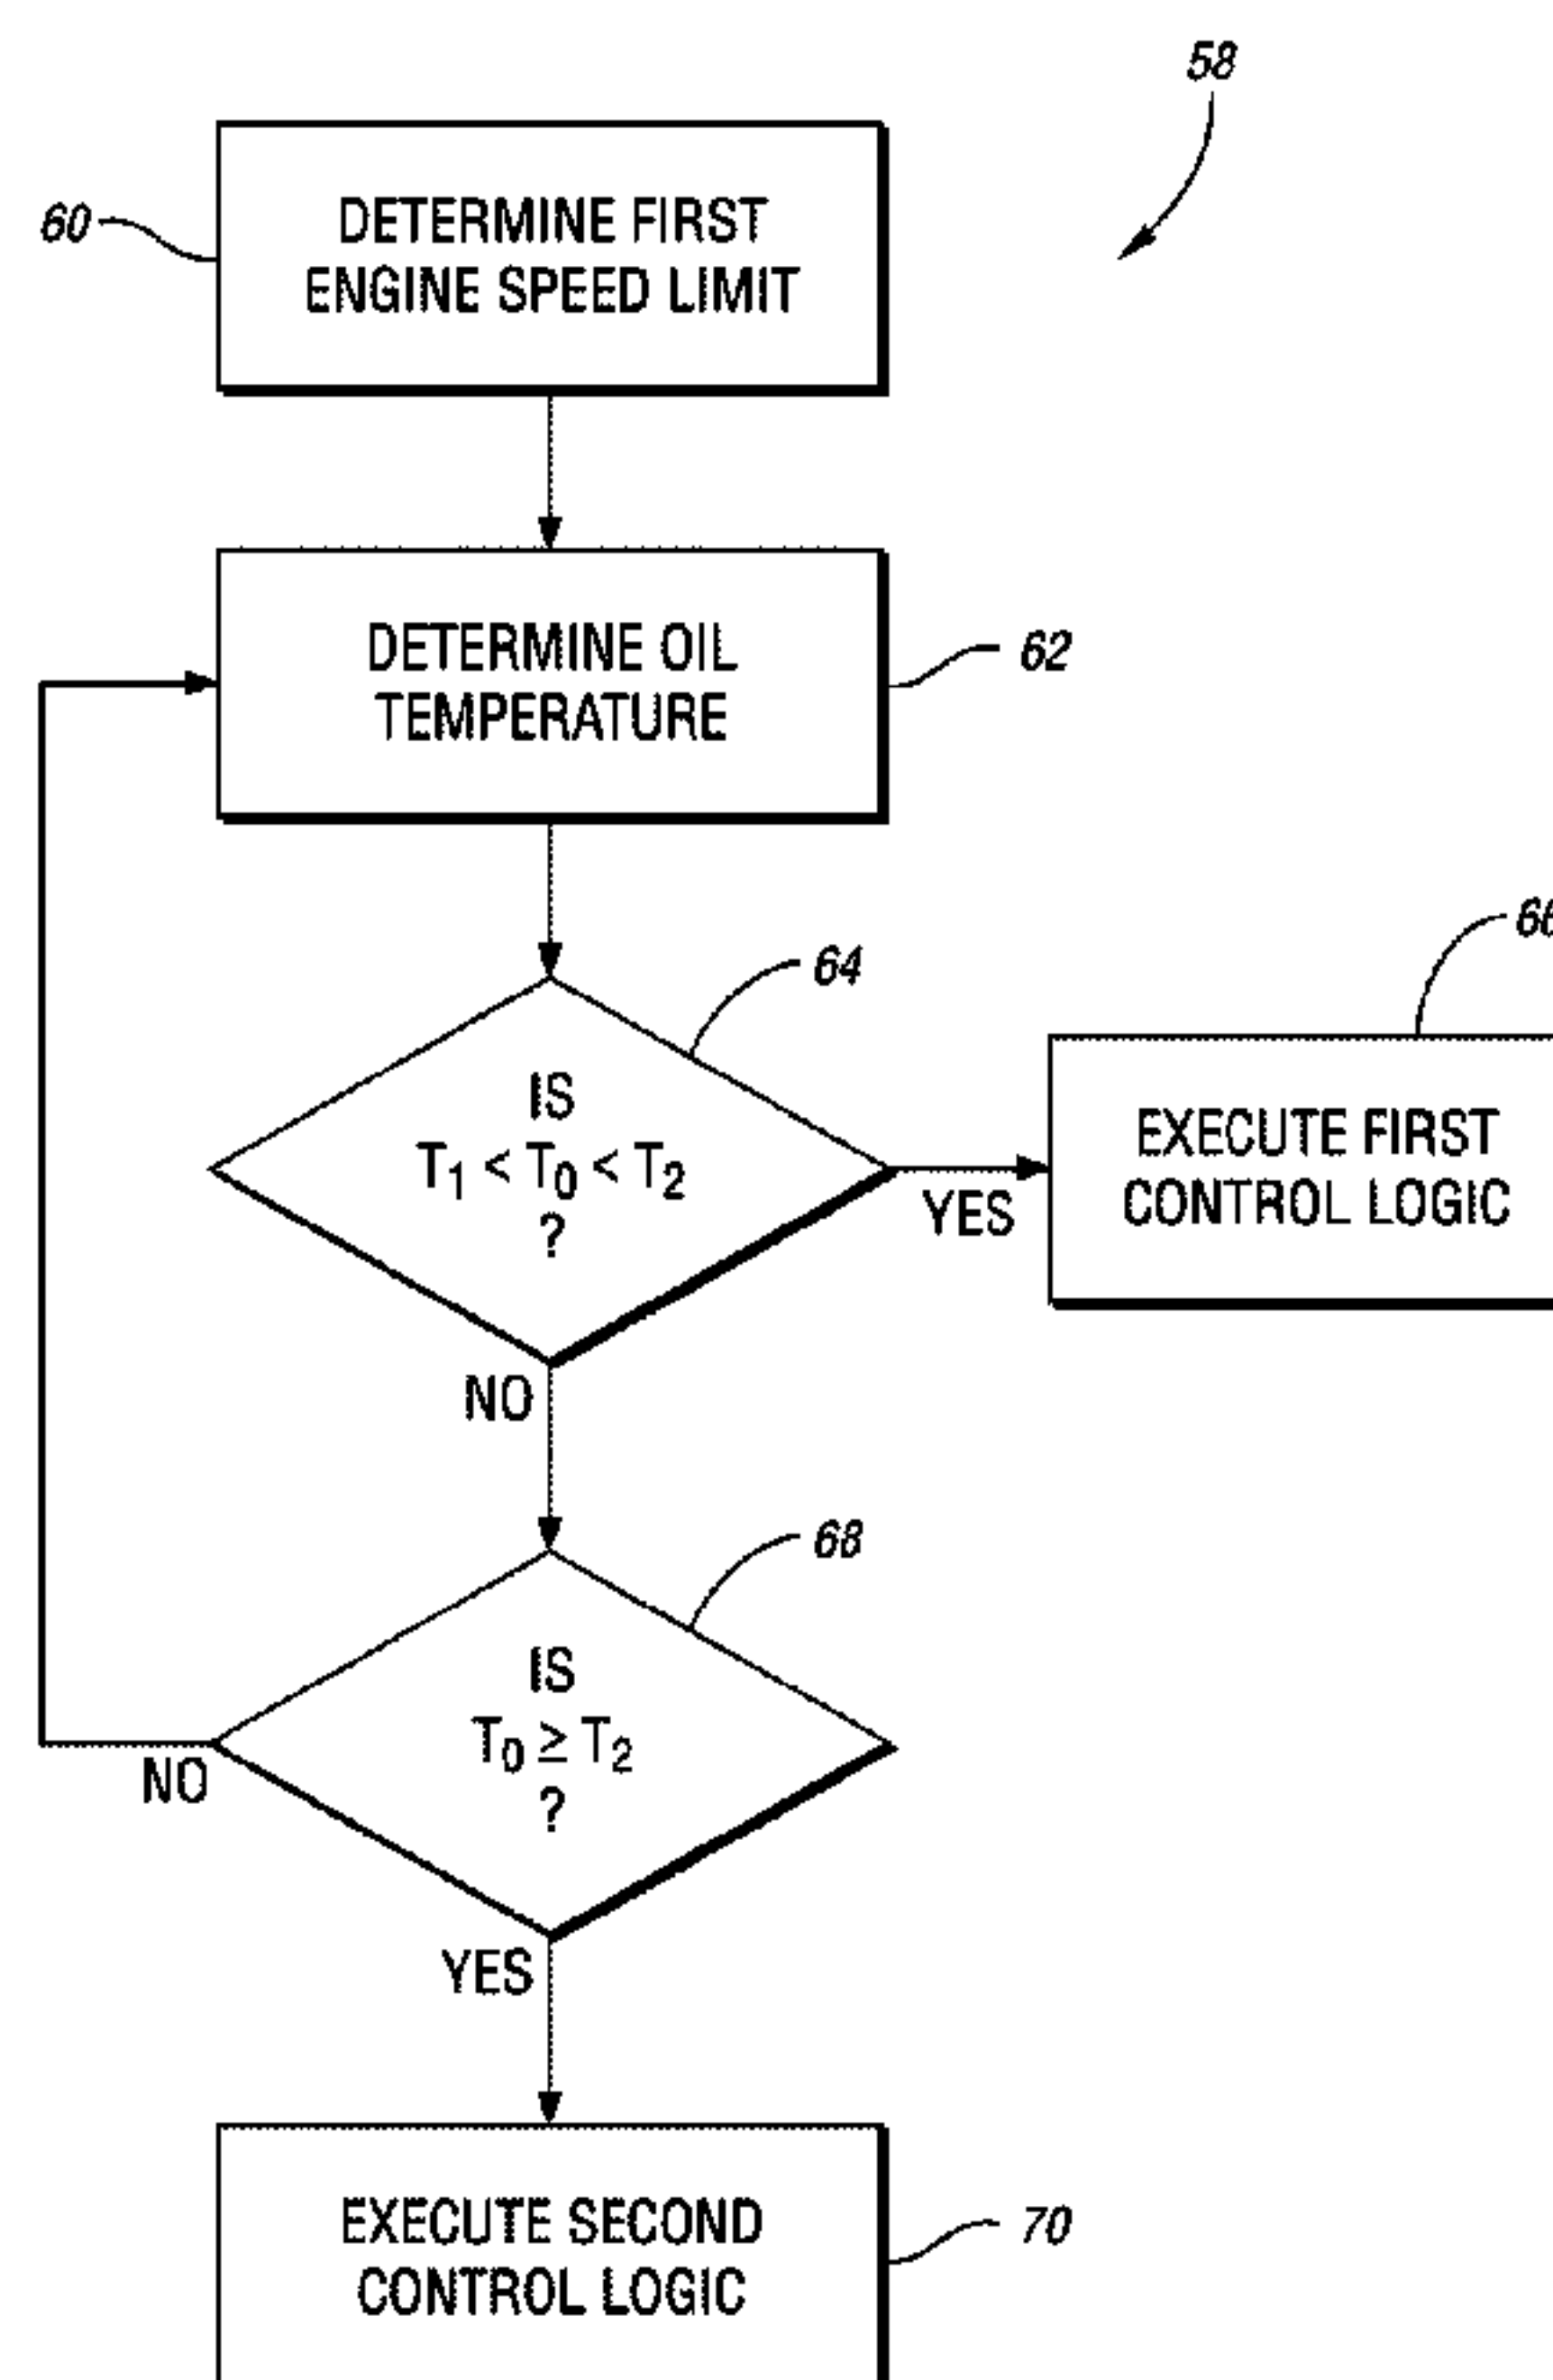 58
60
DETERMINE FIRST
ENGINE SPEED LIMIT
DETERMINE OIL
TEMPERATURE
62
64
IS
T₁ < T₀ < T₂
?
YES
66
EXECUTE FIRST
CONTROL LOGIC
NO
68
IS
T₀ ≥ T₂
?
NO
YES
EXECUTE SECOND
CONTROL LOGIC
70